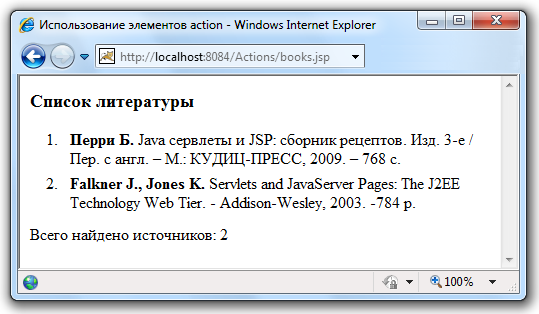 Использование элементов action - Windows Internet Explorer
http://localhost:8084/Actions/books.jsp
Список литературы
1. Перри Б. Java сервлеты и JSP: сборник рецептов. Изд. 3-е /
Пер. с англ. – М.: КУДИЦ-ПРЕСС, 2009. – 768 с.
2. Falkner J., Jones K. Servlets and JavaServer Pages: The J2EE
Technology Web Tier. - Addison-Wesley, 2003. -784 p.
Всего найдено источников: 2
100%